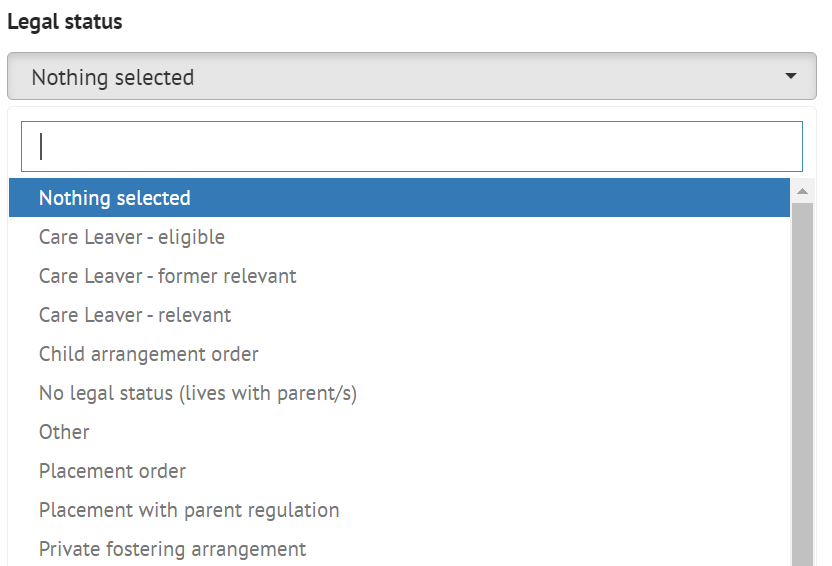 Legal status
Nothing selected
Nothing selected
Care Leaver - eligible
Care Leaver - former relevant
Care Leaver - relevant
Child arrangement order
No legal status (lives with parent/s)
Other
Placement order
Placement with parent regulation
Private fostering arrangement